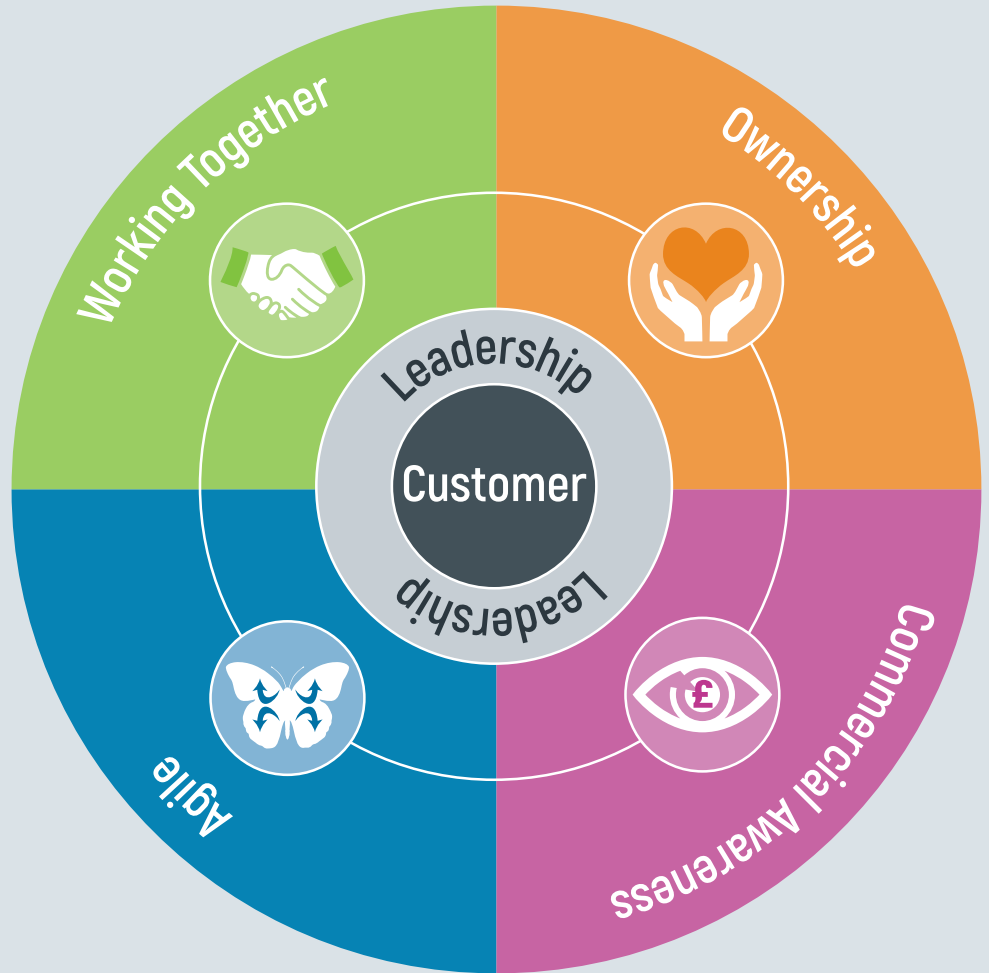 Working Together
Ownership
Leadership
Customer
Leadership
£
Agile
Commercial Awareness